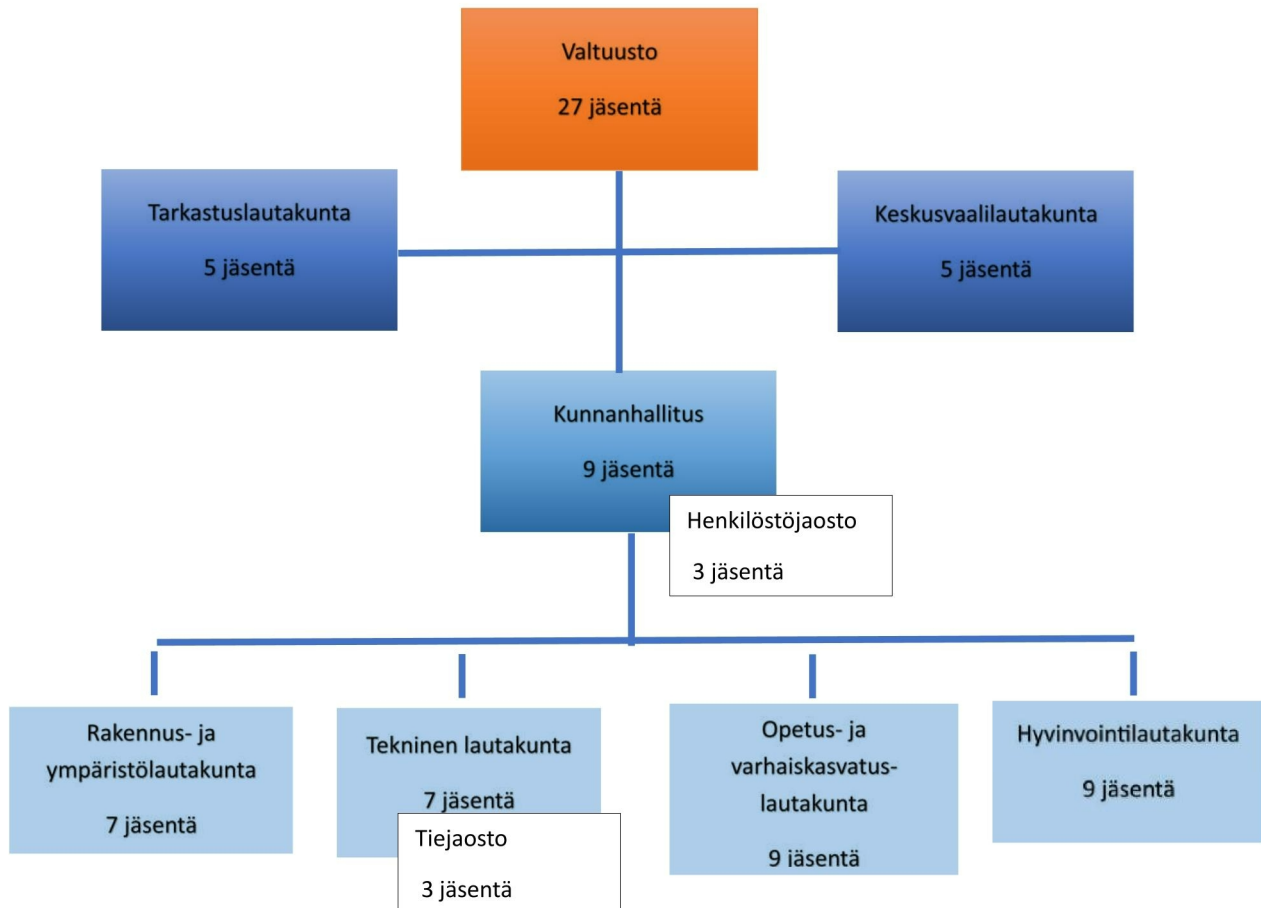 Valtuusto
27 jäsentä
Tarkastuslautakunta
5 jäsentä
Keskusvaalilautakunta
5 jäsentä
Kunnanhallitus
9 jäsentä
Henkilöstöjaosto
3 jäsentä
Rakennus- ja
ympäristölautakunta
7 jäsentä
Tekninen lautakunta
7 jäsentä
Tiejaosto
3 jäsentä
Opetus- ja
varhaiskasvatus-
lautakunta
9 jäsentä
Hyvinvointilautakunta
9 jäsentä